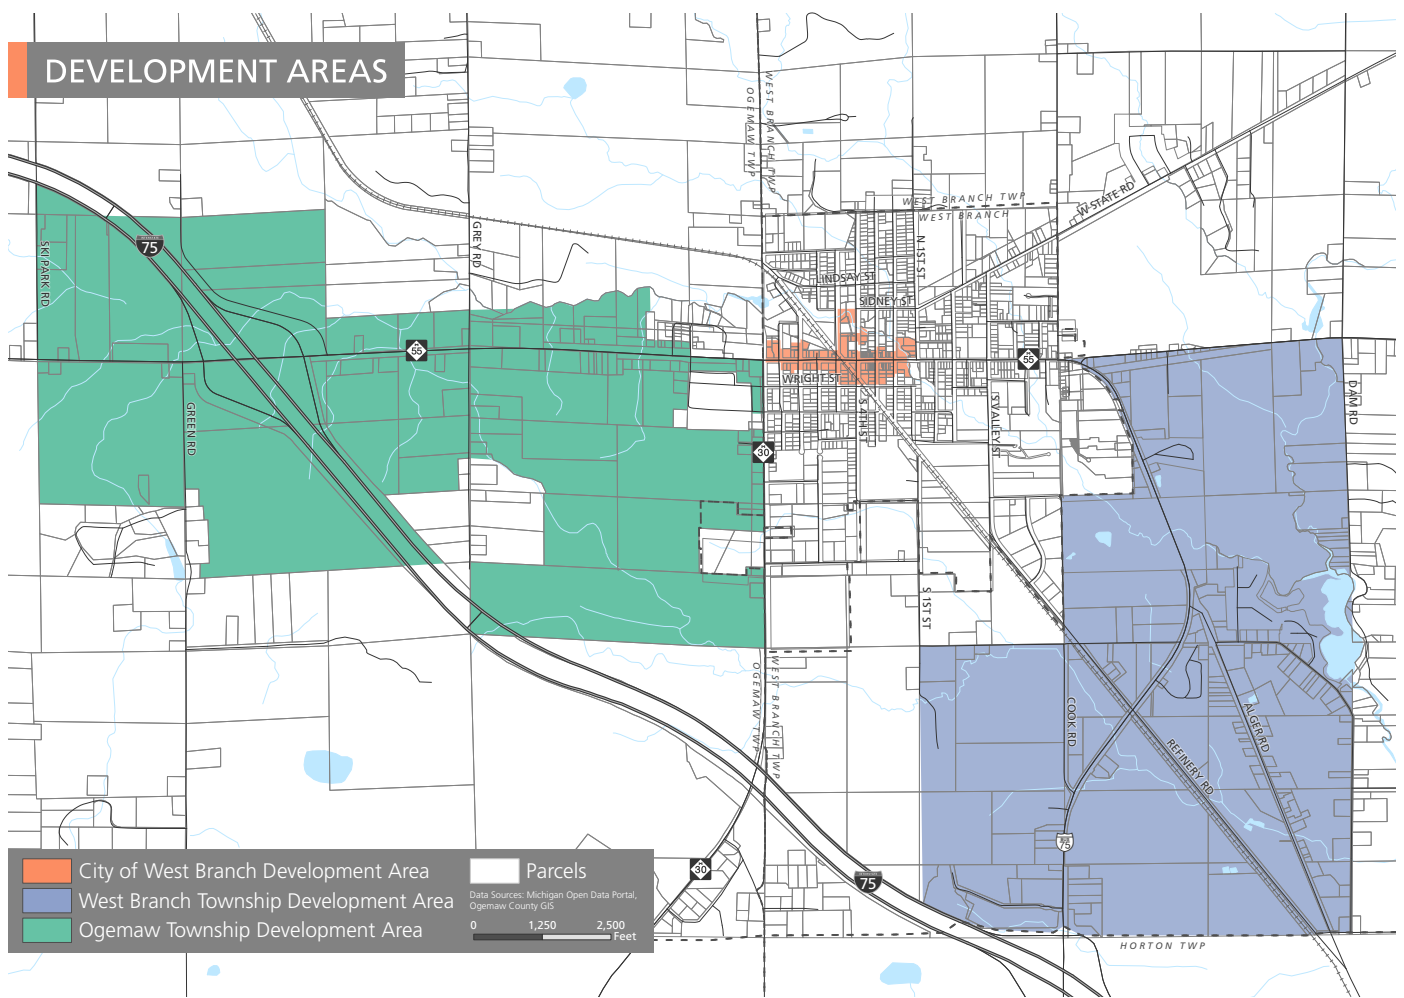 DEVELOPMENT AREAS
WEST BRANCH TWP
OGEMAW TWP
WEST BRANCH TWP
WEST BRANCH
W STATE RD
SKI PARK RD
75
GREY RD
N 1ST ST
LINDSAY ST
SIDNEY ST
55
55
WRIGHT ST
GREEN RD
S 4TH ST
S VALLEY ST
DAM RD
30
S 1ST ST
OGEMAW TWP
WEST BRANCH TWP
COOK RD
ALGER RD
REFINERY RD
75
30
75
HORTON TWP
City of West Branch Development Area
West Branch Township Development Area
Ogemaw Township Development Area
Parcels
Data Sources: Michigan Open Data Portal,
Ogemaw County GIS
0 1,250 2,500
Feet